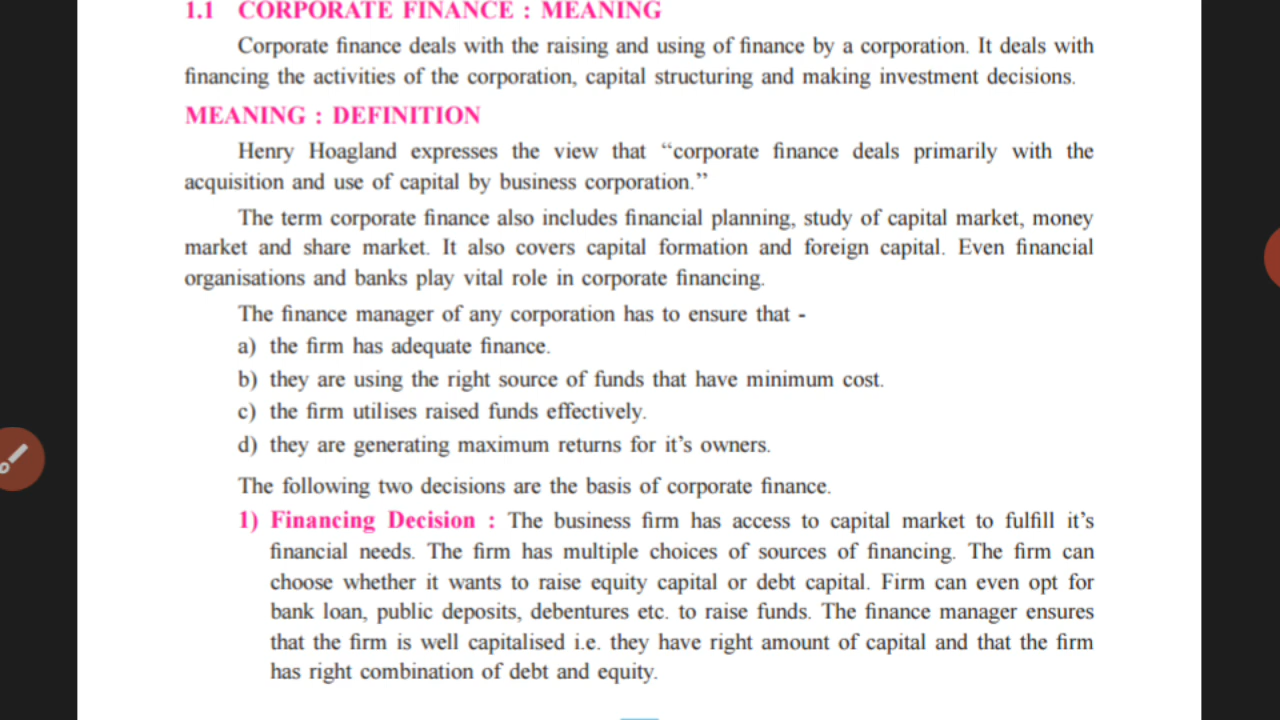 1.1 CORPORATE FINANCE : MEANING
Corporate finance deals with the raising and using of finance by a corporation. It deals with
financing the activities of the corporation, capital structuring and making investment decisions.
MEANING : DEFINITION
Henry Hoagland expresses the view that “corporate finance deals primarily with the
acquisition and use of capital by business corporation.”
The term corporate finance also includes financial planning, study of capital market, money
market and share market. It also covers capital formation and foreign capital. Even financial
organisations and banks play vital role in corporate financing.
The finance manager of any corporation has to ensure that -
a) the firm has adequate finance.
b) they are using the right source of funds that have minimum cost.
c) the firm utilises raised funds effectively.
d) they are generating maximum returns for it’s owners.
The following two decisions are the basis of corporate finance.
1) Financing Decision : The business firm has access to capital market to fulfill it’s
financial needs. The firm has multiple choices of sources of financing. The firm can
choose whether it wants to raise equity capital or debt capital. Firm can even opt for
bank loan, public deposits, debentures etc. to raise funds. The finance manager ensures
that the firm is well capitalised i.e. they have right amount of capital and that the firm
has right combination of debt and equity.